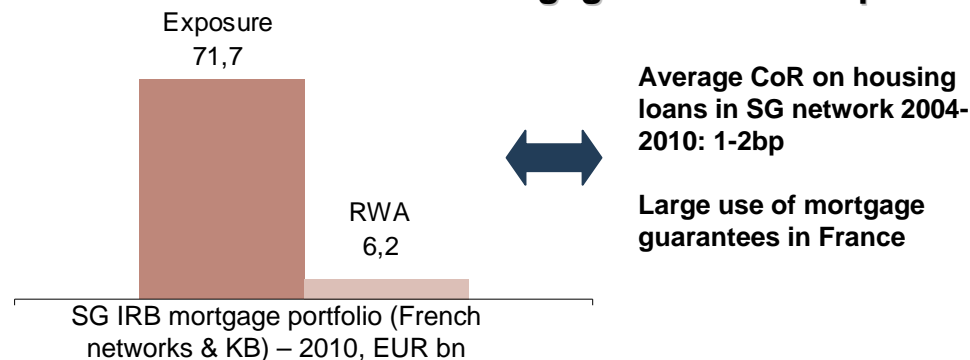 Exposure
71,7
Average CoR on housing
loans in SG network 2004-
2010: 1-2bp
RWA
6,2
Large use of mortgage
guarantees in France
SG IRB mortgage portfolio (French
networks & KB) – 2010, EUR bn